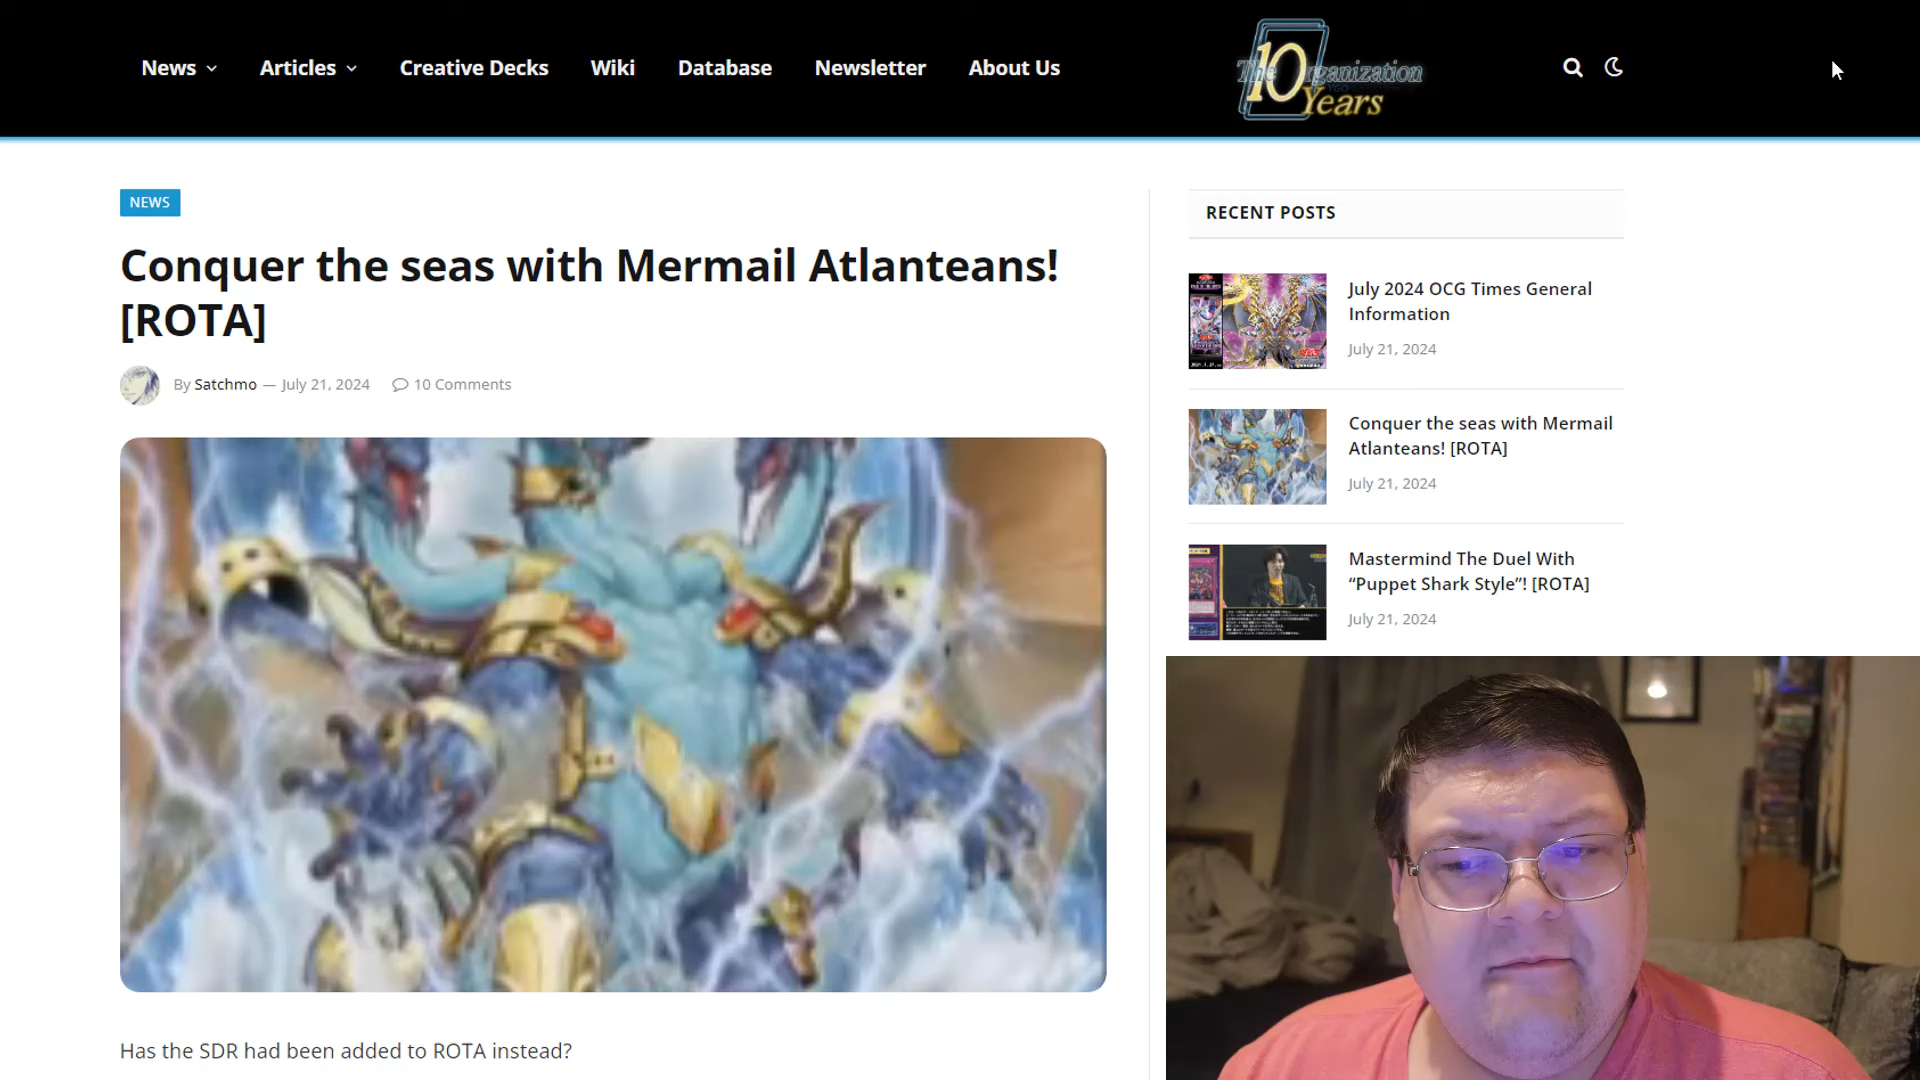 News
Articles
Creative Decks
Wiki
Database
Newsletter
About Us
The Organization
10
Years
NEWS
Conquer the seas with Mermail Atlanteans!
[ROTA]
By Satchmo — July 21, 2024 10 Comments
Has the SDR had been added to ROTA instead?
RECENT POSTS
July 2024 OCG Times General
Information
July 21, 2024
Conquer the seas with Mermail
Atlanteans! [ROTA]
July 21, 2024
Mastermind The Duel With
“Puppet Shark Style”! [ROTA]
July 21, 2024